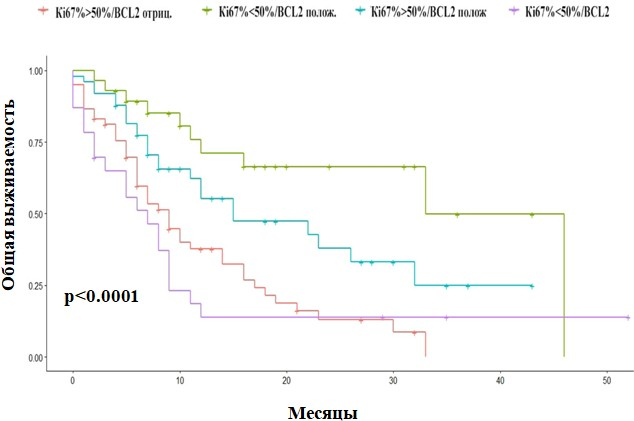 Ki67%>50%/BCL2 отриц. Ki67%<50%/BCL2 полож. Ki67%>50%/BCL2 полож Ki67%<50%/BCL2
Общая выживаемость
1.00
0.75
0.50
0.25
0.00
p<0.0001
0 10 20 30 40 50
Месяцы